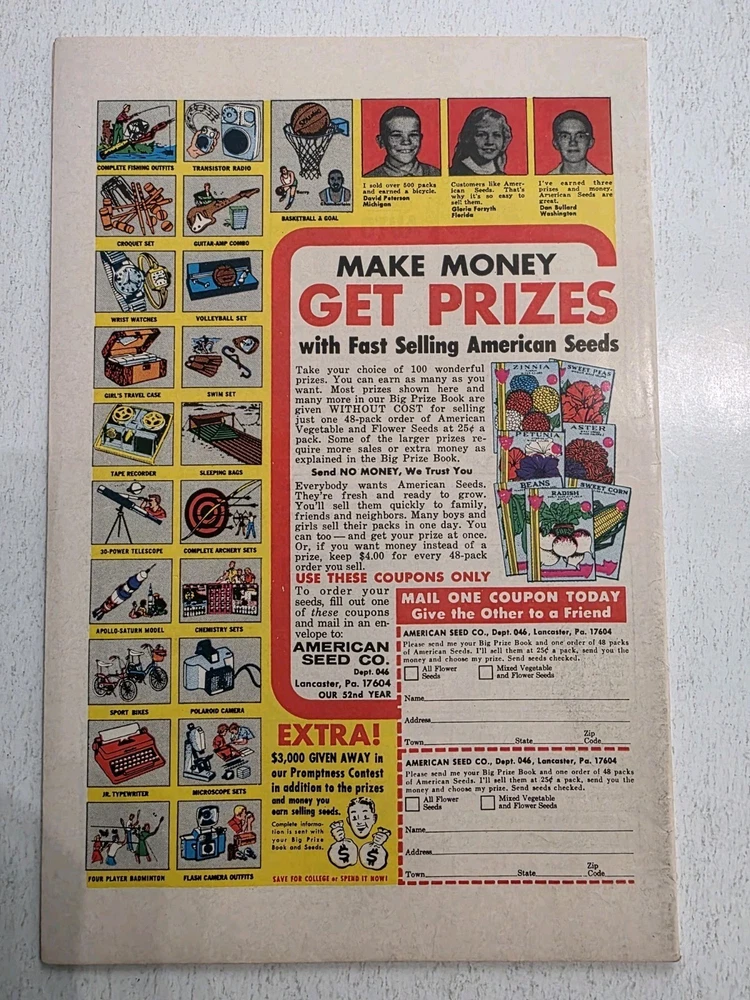 COMPLETE FISHING OUTFITS
TRANSISTOR RADIO
CROQUET SET
GUITAR-AMP COMBO
WRIST WATCHES
VOLLEYBALL SET
GIRL'S TRAVEL CASE
SWIM SET
TAPE RECORDER
SLEEPING BAGS
30-POWER TELESCOPE
COMPLETE ARCHERY SETS
APOLLO-SATURN MODEL
CHEMISTRY SETS
SPORT BIKES
POLAROID CAMERA
JR. TYPEWRITER
MICROSCOPE SETS
FOUR PLAYER BADMINTON
FLASH CAMERA OUTFITS
SPALDING
Barry
BASKETBALL & GOAL
I sold over 500 packs
and earned a bicycle.
David Peterson
Michigan
Customers like Amer-
ican Seeds. That's
why it's so easy to
sell them.
Glorie Forsyth
Florida
I've earned three
prizes and money.
American Seeds are
great.
Dan Bullard
Washington
MAKE MONEY
GET PRIZES
with Fast Selling American Seeds
Take your choice of 100 wonderful
prizes. You can earn as many as you
want. Most prizes shown here and
many more in our Big Prize Book are
given WITHOUT COST for selling
just one 48-pack order of American
Vegetable and Flower Seeds at 25¢ a
pack. Some of the larger prizes re-
quire more sales or extra money as
explained in the Big Prize Book.
Send NO MONEY, We Trust You
Everybody wants American Seeds.
They're fresh and ready to grow.
You'll sell them quickly to family,
friends and neighbors. Many boys and
girls sell their packs in one day. You
can too — and get your prize at once.
Or, if you want money instead of a
prize, keep $4.00 for every 48-pack
order you sell.
ZINNIA
SWEET PEAS
PETUNIA
ASTER
BEANS
RADISH
SWEET CORN
USE THESE COUPONS ONLY
To order your
seeds, fill out one
of these coupons
and mail in an en-
velope to:
AMERICAN
SEED CO.
Dept. 046
Lancaster, Pa. 17604
OUR 52nd YEAR
EXTRA!
$3,000 GIVEN AWAY in
our Promptness Contest
in addition to the prizes
and money you
earn selling seeds.
Complete informa-
tion is sent with
your Big Prize
Book and Seeds.
$ $
SAVE FOR COLLEGE or SPEND IT NOW!
MAIL ONE COUPON TODAY
Give the Other to a Friend
AMERICAN SEED CO., Dept. 046, Lancaster, Pa. 17604
Please send me your Big Prize Book and one order of 48 packs
of American Seeds. I'll sell them at 25¢ a pack, send you the
money and choose my prize. Send seeds checked.
All Flower
Seeds
Mixed Vegetable
and Flower Seeds
Name
Address
Town State Zip Code
AMERICAN SEED CO., Dept. 046, Lancaster, Pa. 17604
Please send me your Big Prize Book and one order of 48 packs
of American Seeds. I'll sell them at 25¢ a pack, send you the
money and choose my prize. Send seeds checked.
All Flower
Seeds
Mixed Vegetable
and Flower Seeds
Name
Address
Town State Zip Code